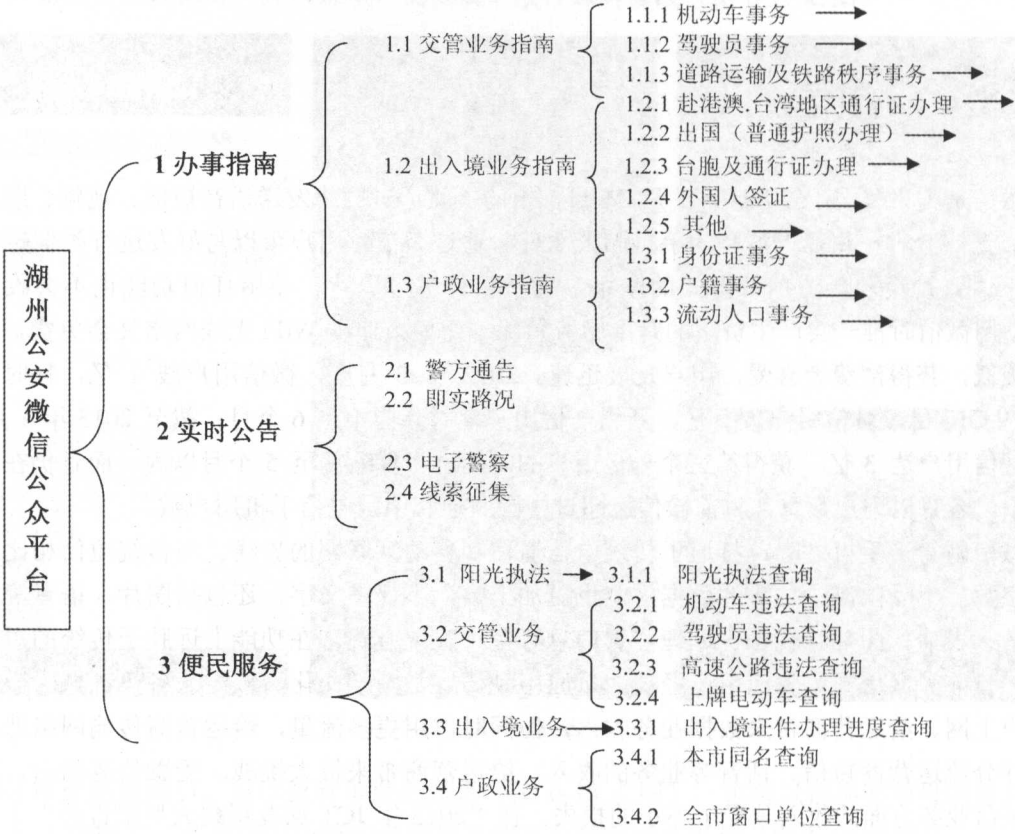 湖州公安微信公众平台
1 办事指南
1.1 交管业务指南
1.1.1 机动车事务
1.1.2 驾驶员事务
1.1.3 道路运输及铁路秩序事务
1.2 出入境业务指南
1.2.1 赴港澳.台湾地区通行证办理
1.2.2 出国（普通护照办理）
1.2.3 台胞及通行证办理
1.2.4 外国人签证
1.2.5 其他
1.3 户政业务指南
1.3.1 身份证事务
1.3.2 户籍事务
1.3.3 流动人口事务
2 实时公告
2.1 警方通告
2.2 即实路况
2.3 电子警察
2.4 线索征集
3 便民服务
3.1 阳光执法
3.1.1 阳光执法查询
3.2 交管业务
3.2.1 机动车违法查询
3.2.2 驾驶员违法查询
3.2.3 高速公路违法查询
3.2.4 上牌电动车查询
3.3 出入境业务
3.3.1 出入境证件办理进度查询
3.4 户政业务
3.4.1 本市同名查询
3.4.2 全市窗口单位查询